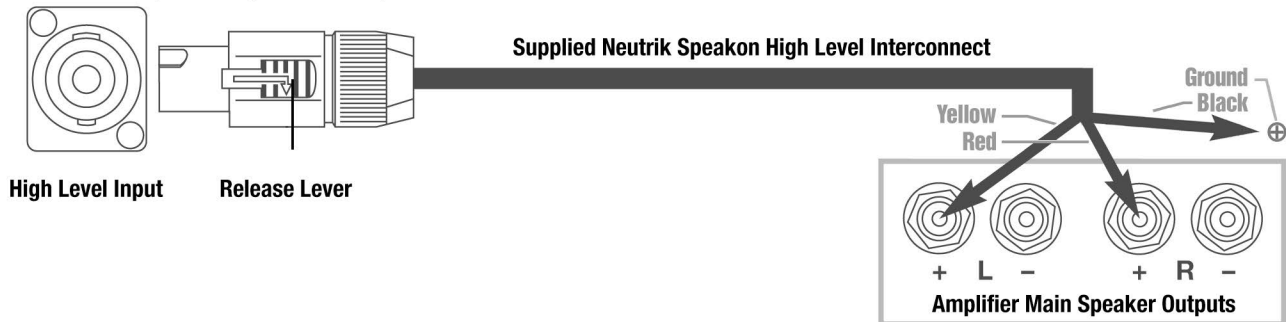 Supplied Neutrik Speakon High Level Interconnect
Ground
Black
Yellow
Red
High Level Input
Release Lever
+ L - + R -
Amplifier Main Speaker Outputs